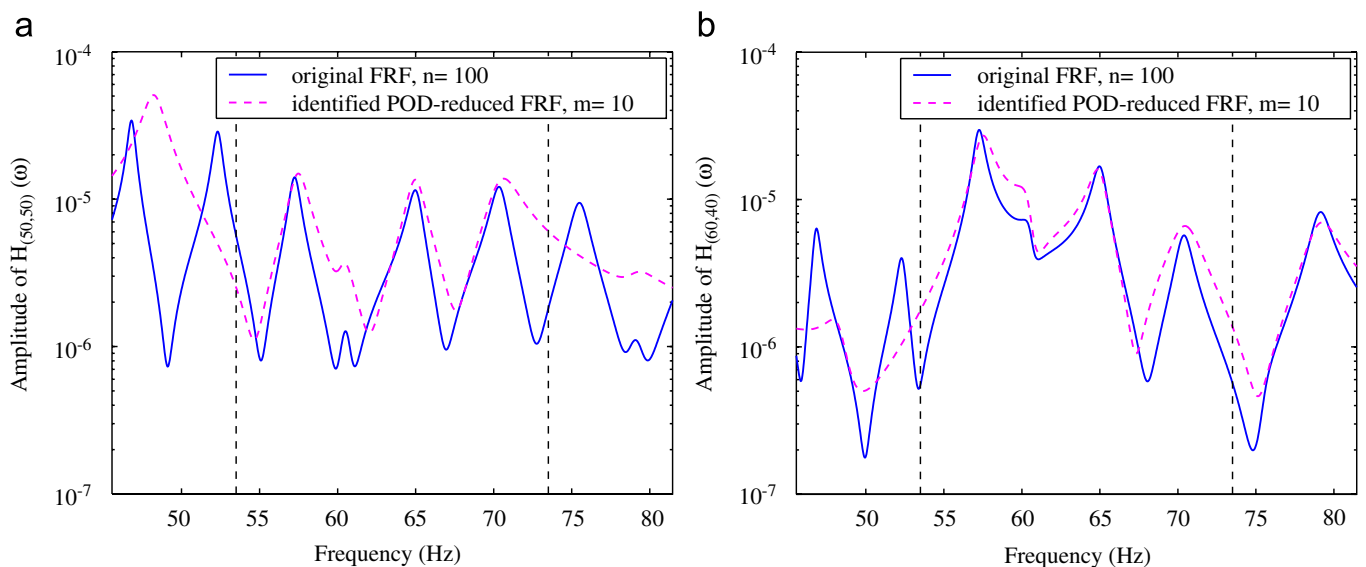 a
10^-4
10^-5
10^-6
10^-7
Amplitude of H_(50,50) (ω)
original FRF, n= 100
identified POD-reduced FRF, m= 10
50 55 60 65 70 75 80
Frequency (Hz)
b
10^-4
10^-5
10^-6
10^-7
Amplitude of H_(60,40) (ω)
original FRF, n= 100
identified POD-reduced FRF, m= 10
50 55 60 65 70 75 80
Frequency (Hz)